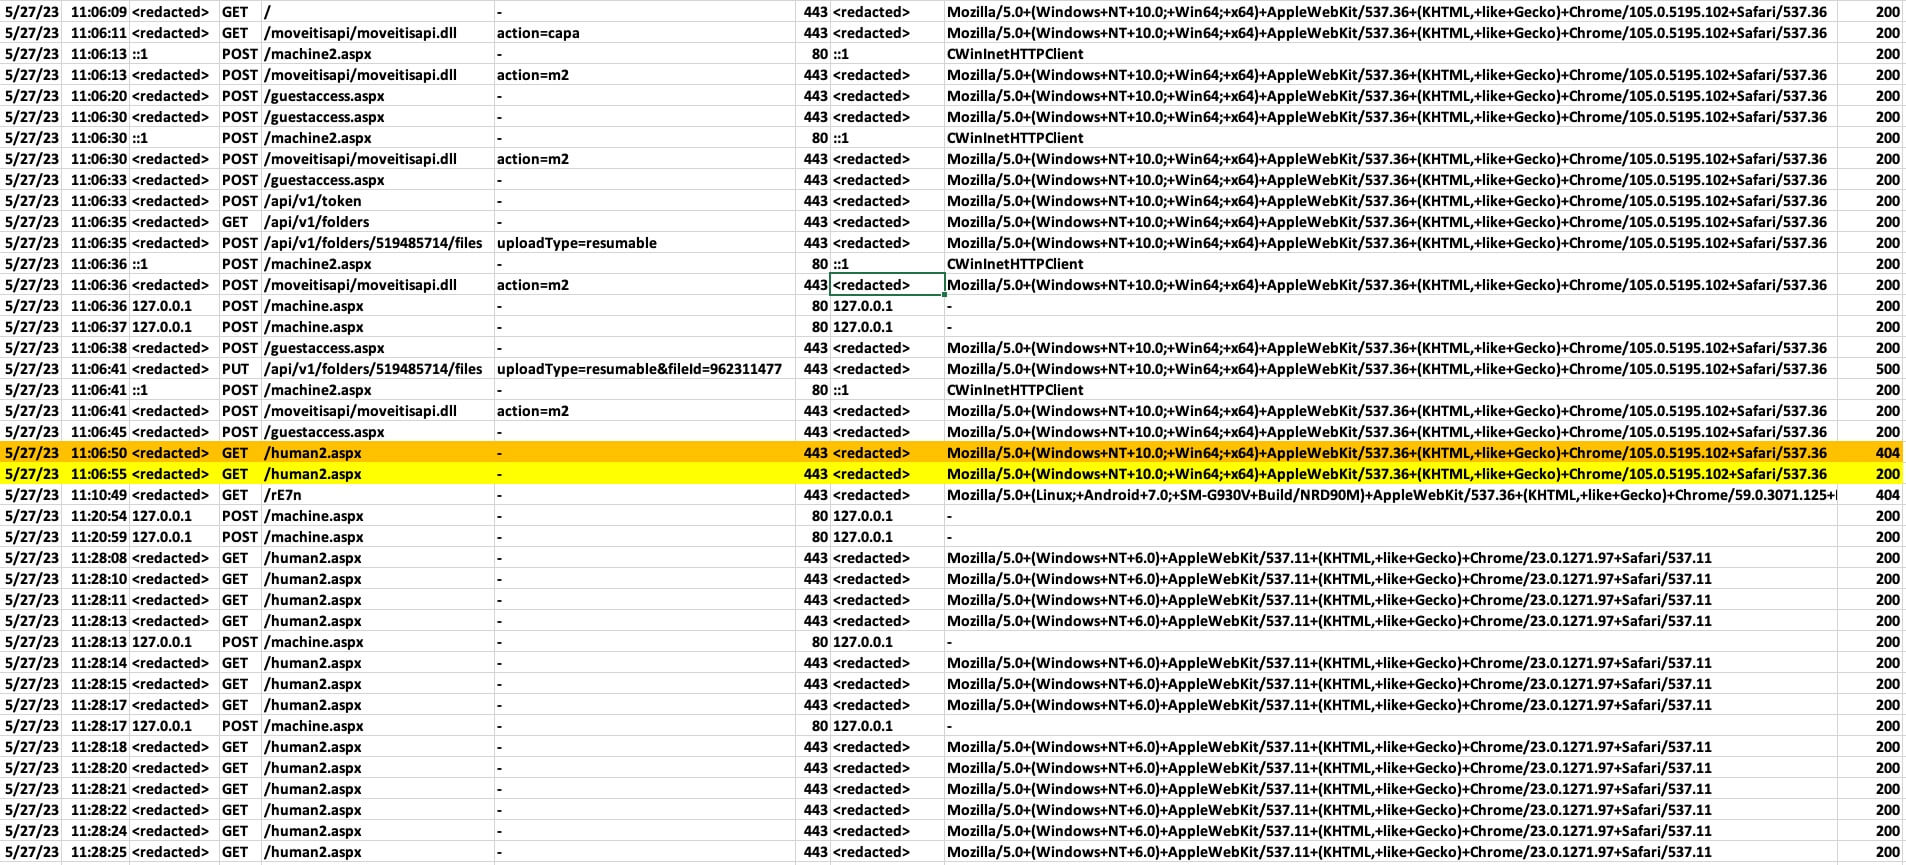 5/27/23 11:06:09 <redacted> GET / - 443 <redacted> Mozilla/5.0+(Windows+NT+10.0;+Win64;+x64)+AppleWebKit/537.36+(KHTML,+like+Gecko)+Chrome/105.0.5195.102+Safari/537.36 200
5/27/23 11:06:11 <redacted> GET /moveitisapi/moveitisapi.dll action=capa 443 <redacted> Mozilla/5.0+(Windows+NT+10.0;+Win64;+x64)+AppleWebKit/537.36+(KHTML,+like+Gecko)+Chrome/105.0.5195.102+Safari/537.36 200
5/27/23 11:06:13 ::1 POST /machine2.aspx - 80 ::1 CWinInetHTTPClient 200
5/27/23 11:06:13 <redacted> POST /moveitisapi/moveitisapi.dll action=m2 443 <redacted> Mozilla/5.0+(Windows+NT+10.0;+Win64;+x64)+AppleWebKit/537.36+(KHTML,+like+Gecko)+Chrome/105.0.5195.102+Safari/537.36 200
5/27/23 11:06:20 <redacted> POST /guestaccess.aspx - 443 <redacted> Mozilla/5.0+(Windows+NT+10.0;+Win64;+x64)+AppleWebKit/537.36+(KHTML,+like+Gecko)+Chrome/105.0.5195.102+Safari/537.36 200
5/27/23 11:06:30 <redacted> POST /guestaccess.aspx - 443 <redacted> Mozilla/5.0+(Windows+NT+10.0;+Win64;+x64)+AppleWebKit/537.36+(KHTML,+like+Gecko)+Chrome/105.0.5195.102+Safari/537.36 200
5/27/23 11:06:30 ::1 POST /machine2.aspx - 80 ::1 CWinInetHTTPClient 200
5/27/23 11:06:30 <redacted> POST /moveitisapi/moveitisapi.dll action=m2 443 <redacted> Mozilla/5.0+(Windows+NT+10.0;+Win64;+x64)+AppleWebKit/537.36+(KHTML,+like+Gecko)+Chrome/105.0.5195.102+Safari/537.36 200
5/27/23 11:06:33 <redacted> POST /guestaccess.aspx - 443 <redacted> Mozilla/5.0+(Windows+NT+10.0;+Win64;+x64)+AppleWebKit/537.36+(KHTML,+like+Gecko)+Chrome/105.0.5195.102+Safari/537.36 200
5/27/23 11:06:33 <redacted> POST /api/v1/token - 443 <redacted> Mozilla/5.0+(Windows+NT+10.0;+Win64;+x64)+AppleWebKit/537.36+(KHTML,+like+Gecko)+Chrome/105.0.5195.102+Safari/537.36 200
5/27/23 11:06:35 <redacted> GET /api/v1/folders - 443 <redacted> Mozilla/5.0+(Windows+NT+10.0;+Win64;+x64)+AppleWebKit/537.36+(KHTML,+like+Gecko)+Chrome/105.0.5195.102+Safari/537.36 200
5/27/23 11:06:35 <redacted> POST /api/v1/folders/519485714/files uploadType=resumable 443 <redacted> Mozilla/5.0+(Windows+NT+10.0;+Win64;+x64)+AppleWebKit/537.36+(KHTML,+like+Gecko)+Chrome/105.0.5195.102+Safari/537.36 200
5/27/23 11:06:36 ::1 POST /machine2.aspx - 80 ::1 CWinInetHTTPClient 200
5/27/23 11:06:36 <redacted> POST /moveitisapi/moveitisapi.dll action=m2 443 <redacted> Mozilla/5.0+(Windows+NT+10.0;+Win64;+x64)+AppleWebKit/537.36+(KHTML,+like+Gecko)+Chrome/105.0.5195.102+Safari/537.36 200
5/27/23 11:06:36 127.0.0.1 POST /machine.aspx - 80 127.0.0.1 - 200
5/27/23 11:06:37 127.0.0.1 POST /machine.aspx - 80 127.0.0.1 - 200
5/27/23 11:06:38 <redacted> POST /guestaccess.aspx - 443 <redacted> Mozilla/5.0+(Windows+NT+10.0;+Win64;+x64)+AppleWebKit/537.36+(KHTML,+like+Gecko)+Chrome/105.0.5195.102+Safari/537.36 200
5/27/23 11:06:41 <redacted> PUT /api/v1/folders/519485714/files uploadType=resumable&fileId=962311477 443 <redacted> Mozilla/5.0+(Windows+NT+10.0;+Win64;+x64)+AppleWebKit/537.36+(KHTML,+like+Gecko)+Chrome/105.0.5195.102+Safari/537.36 500
5/27/23 11:06:41 ::1 POST /machine2.aspx - 80 ::1 CWinInetHTTPClient 200
5/27/23 11:06:41 <redacted> POST /moveitisapi/moveitisapi.dll action=m2 443 <redacted> Mozilla/5.0+(Windows+NT+10.0;+Win64;+x64)+AppleWebKit/537.36+(KHTML,+like+Gecko)+Chrome/105.0.5195.102+Safari/537.36 200
5/27/23 11:06:45 <redacted> POST /guestaccess.aspx - 443 <redacted> Mozilla/5.0+(Windows+NT+10.0;+Win64;+x64)+AppleWebKit/537.36+(KHTML,+like+Gecko)+Chrome/105.0.5195.102+Safari/537.36 200
5/27/23 11:06:50 <redacted> GET /human2.aspx - 443 <redacted> Mozilla/5.0+(Windows+NT+10.0;+Win64;+x64)+AppleWebKit/537.36+(KHTML,+like+Gecko)+Chrome/105.0.5195.102+Safari/537.36 404
5/27/23 11:06:55 <redacted> GET /human2.aspx - 443 <redacted> Mozilla/5.0+(Windows+NT+10.0;+Win64;+x64)+AppleWebKit/537.36+(KHTML,+like+Gecko)+Chrome/105.0.5195.102+Safari/537.36 200
5/27/23 11:10:49 <redacted> GET /rE7n - 443 <redacted> Mozilla/5.0+(Linux;+Android+7.0;+SM-G930V+Build/NRD90M)+AppleWebKit/537.36+(KHTML,+like+Gecko)+Chrome/59.0.3071.125+ 404
5/27/23 11:20:54 127.0.0.1 POST /machine.aspx - 80 127.0.0.1 - 200
5/27/23 11:20:59 127.0.0.1 POST /machine.aspx - 80 127.0.0.1 - 200
5/27/23 11:28:08 <redacted> GET /human2.aspx - 443 <redacted> Mozilla/5.0+(Windows+NT+6.0)+AppleWebKit/537.11+(KHTML,+like+Gecko)+Chrome/23.0.1271.97+Safari/537.11 200
5/27/23 11:28:10 <redacted> GET /human2.aspx - 443 <redacted> Mozilla/5.0+(Windows+NT+6.0)+AppleWebKit/537.11+(KHTML,+like+Gecko)+Chrome/23.0.1271.97+Safari/537.11 200
5/27/23 11:28:11 <redacted> GET /human2.aspx - 443 <redacted> Mozilla/5.0+(Windows+NT+6.0)+AppleWebKit/537.11+(KHTML,+like+Gecko)+Chrome/23.0.1271.97+Safari/537.11 200
5/27/23 11:28:13 <redacted> GET /human2.aspx - 443 <redacted> Mozilla/5.0+(Windows+NT+6.0)+AppleWebKit/537.11+(KHTML,+like+Gecko)+Chrome/23.0.1271.97+Safari/537.11 200
5/27/23 11:28:13 127.0.0.1 POST /machine.aspx - 80 127.0.0.1 - 200
5/27/23 11:28:14 <redacted> GET /human2.aspx - 443 <redacted> Mozilla/5.0+(Windows+NT+6.0)+AppleWebKit/537.11+(KHTML,+like+Gecko)+Chrome/23.0.1271.97+Safari/537.11 200
5/27/23 11:28:15 <redacted> GET /human2.aspx - 443 <redacted> Mozilla/5.0+(Windows+NT+6.0)+AppleWebKit/537.11+(KHTML,+like+Gecko)+Chrome/23.0.1271.97+Safari/537.11 200
5/27/23 11:28:17 <redacted> GET /human2.aspx - 443 <redacted> Mozilla/5.0+(Windows+NT+6.0)+AppleWebKit/537.11+(KHTML,+like+Gecko)+Chrome/23.0.1271.97+Safari/537.11 200
5/27/23 11:28:17 127.0.0.1 POST /machine.aspx - 80 127.0.0.1 - 200
5/27/23 11:28:18 <redacted> GET /human2.aspx - 443 <redacted> Mozilla/5.0+(Windows+NT+6.0)+AppleWebKit/537.11+(KHTML,+like+Gecko)+Chrome/23.0.1271.97+Safari/537.11 200
5/27/23 11:28:20 <redacted> GET /human2.aspx - 443 <redacted> Mozilla/5.0+(Windows+NT+6.0)+AppleWebKit/537.11+(KHTML,+like+Gecko)+Chrome/23.0.1271.97+Safari/537.11 200
5/27/23 11:28:21 <redacted> GET /human2.aspx - 443 <redacted> Mozilla/5.0+(Windows+NT+6.0)+AppleWebKit/537.11+(KHTML,+like+Gecko)+Chrome/23.0.1271.97+Safari/537.11 200
5/27/23 11:28:22 <redacted> GET /human2.aspx - 443 <redacted> Mozilla/5.0+(Windows+NT+6.0)+AppleWebKit/537.11+(KHTML,+like+Gecko)+Chrome/23.0.1271.97+Safari/537.11 200
5/27/23 11:28:24 <redacted> GET /human2.aspx - 443 <redacted> Mozilla/5.0+(Windows+NT+6.0)+AppleWebKit/537.11+(KHTML,+like+Gecko)+Chrome/23.0.1271.97+Safari/537.11 200
5/27/23 11:28:25 <redacted> GET /human2.aspx - 443 <redacted> Mozilla/5.0+(Windows+NT+6.0)+AppleWebKit/537.11+(KHTML,+like+Gecko)+Chrome/23.0.1271.97+Safari/537.11 200